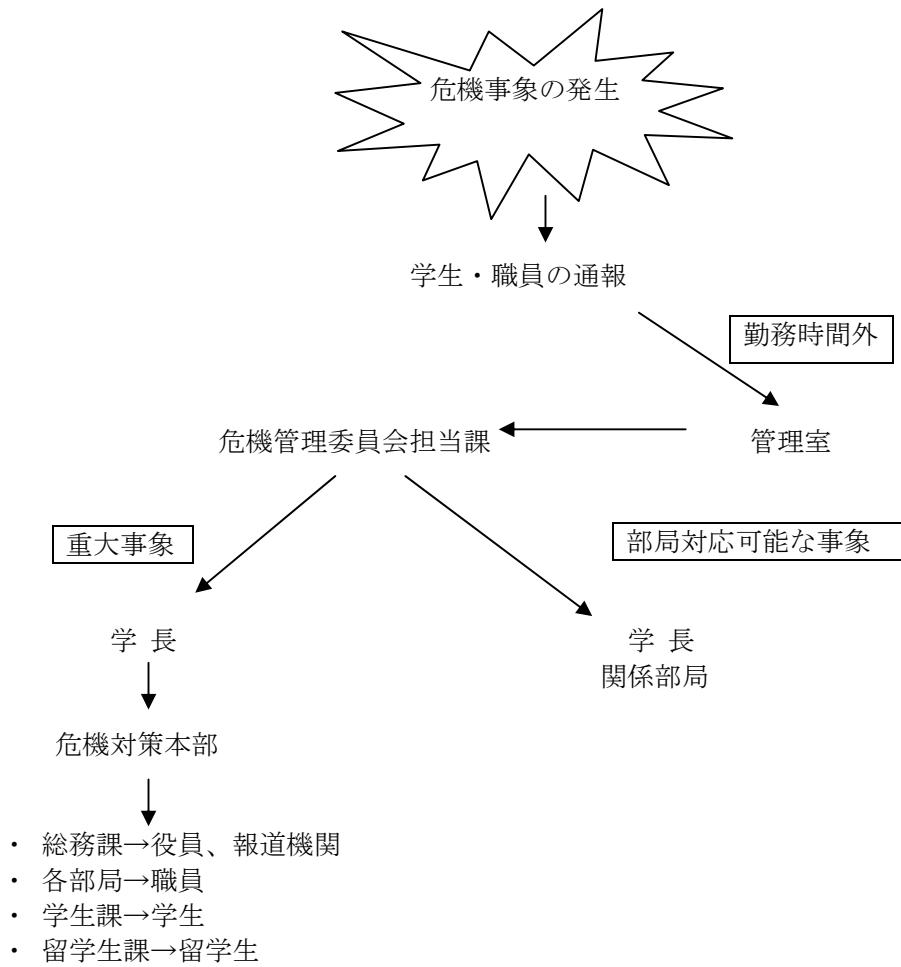 危機事象の発生
学生・職員の通報
勤務時間外
危機管理委員会担当課
管理室
重大事象
部局対応可能な事象
学 長
学 長
関係部局
危機対策本部
・ 総務課→役員、報道機関
・ 各部局→職員
・ 学生課→学生
・ 留学生課→留学生